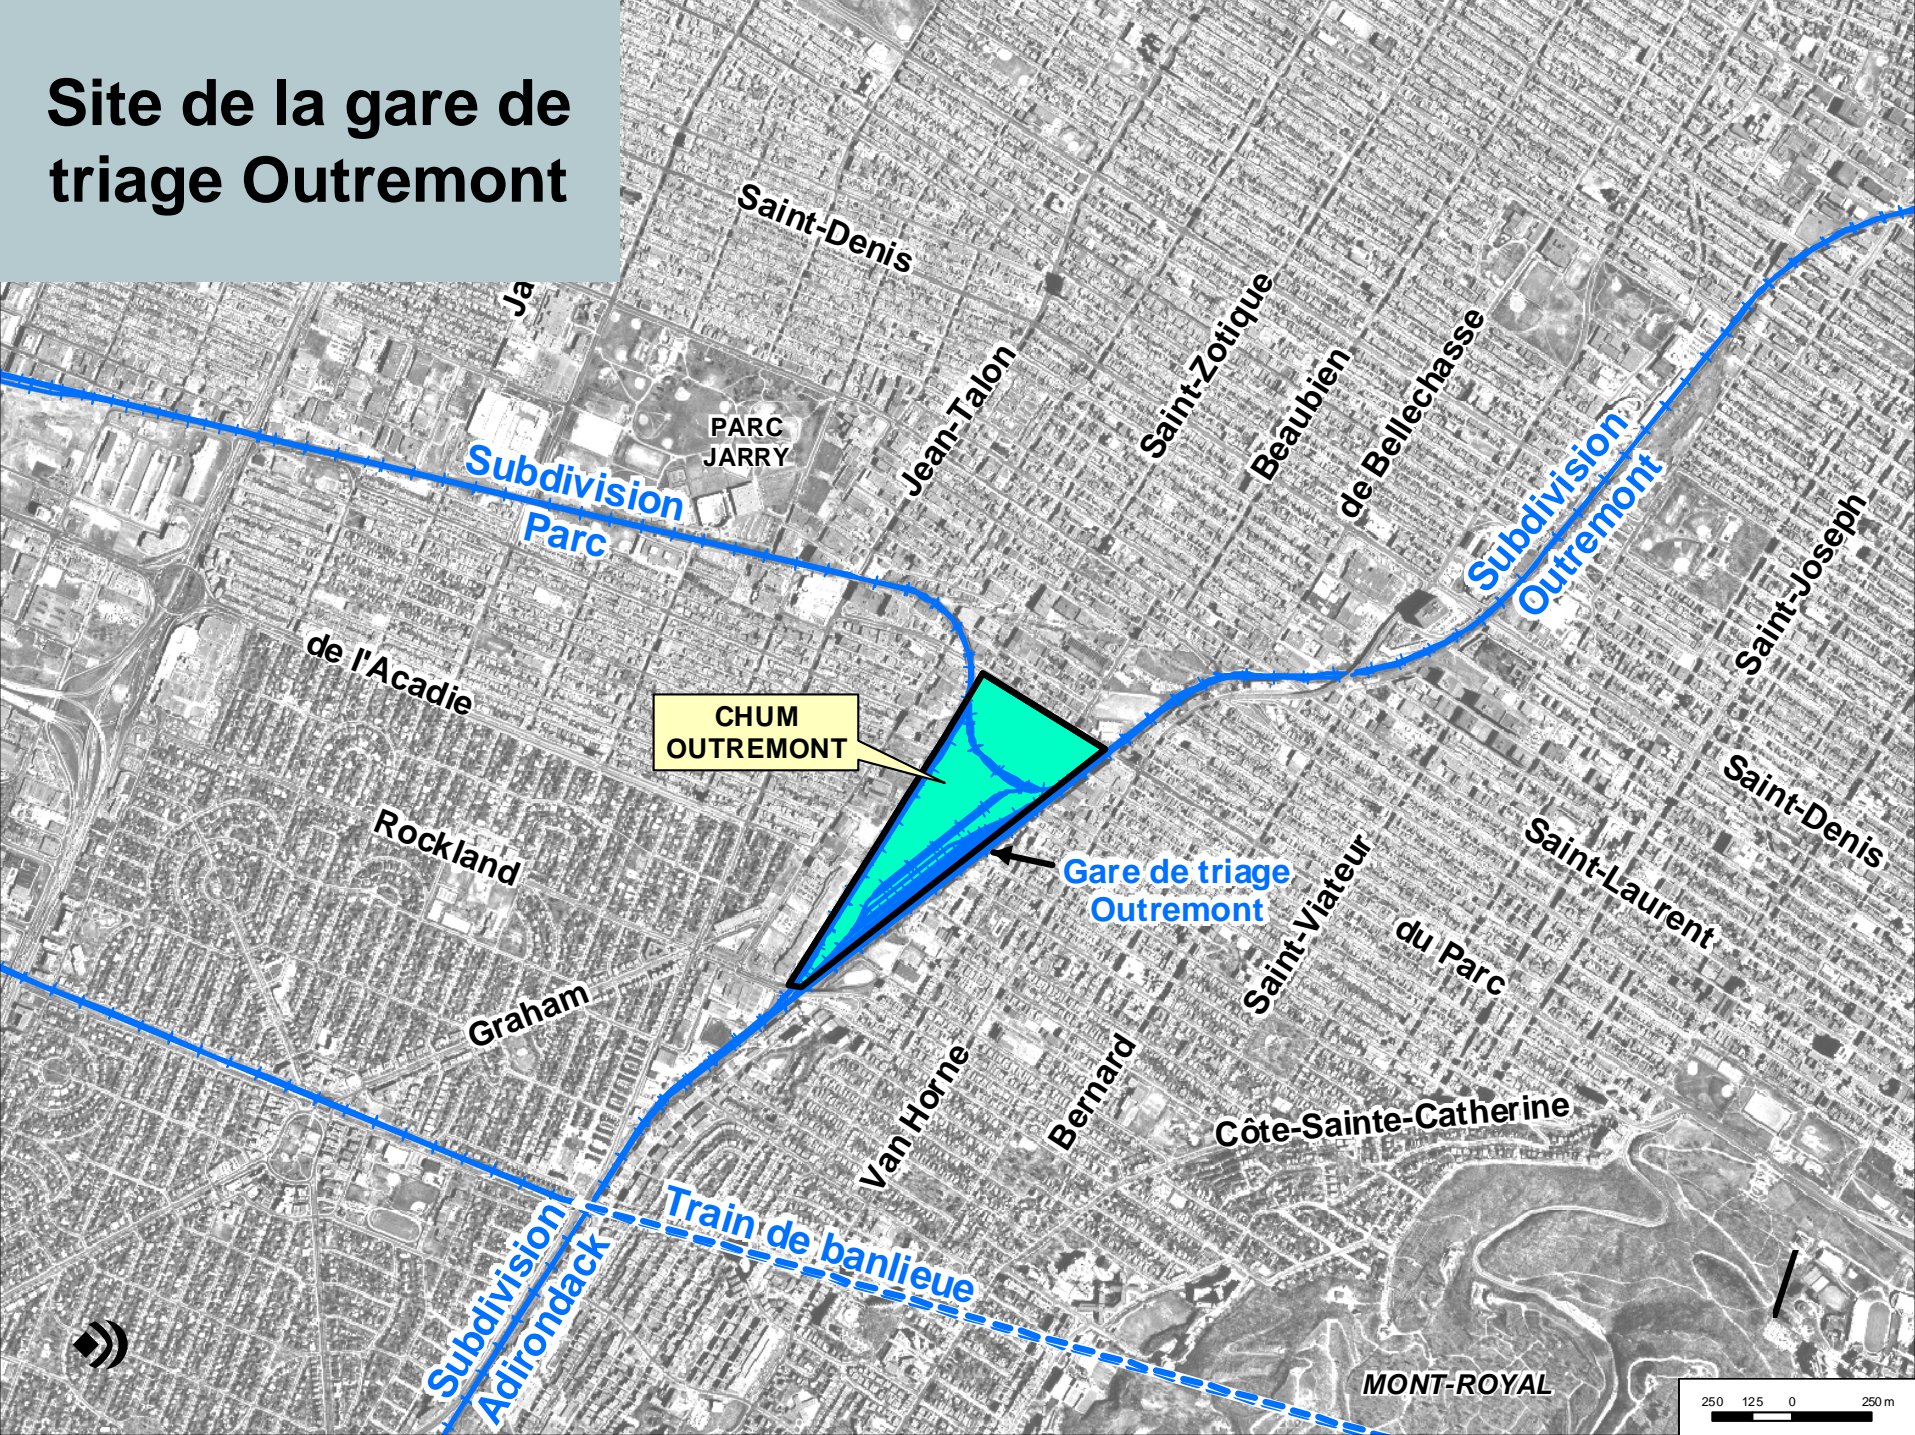 Site de la gare de
triage Outremont
Saint-Denis
Ja
Saint-Zotique
Jean-Talon
Beaubien
de Bellechasse
PARC
JARRY
Subdivision
Parc
Subdivision
Outremont
Saint-Joseph
de l'Acadie
CHUM
OUTREMONT
Rockland
Saint-Denis
Saint-Laurent
Gare de triage
Outremont
Saint-Viateur
du Parc
Graham
Van Horne
Bernard
Côte-Sainte-Catherine
Train de banlieue
Subdivision
Adirondack
MONT-ROYAL
250 125 0 250 m